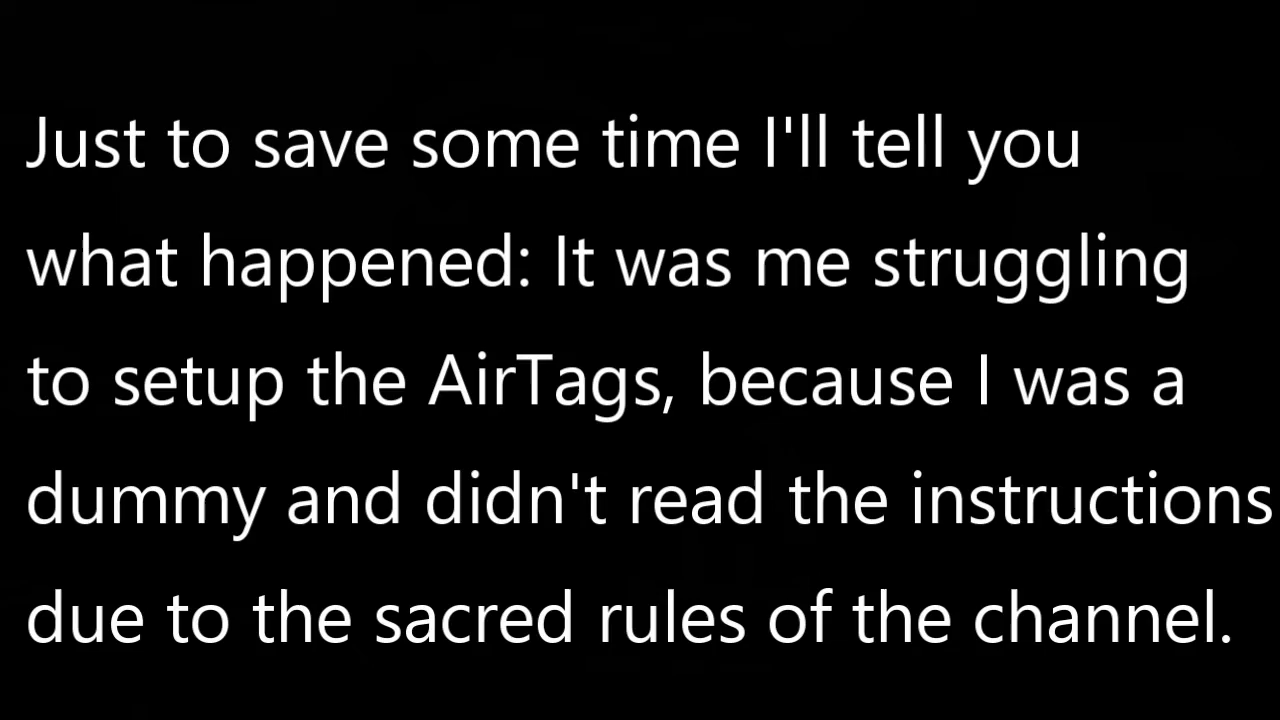 Just to save some time I'll tell you
what happened: It was me struggling
to setup the AirTags, because I was a
dummy and didn't read the instructions
due to the sacred rules of the channel.